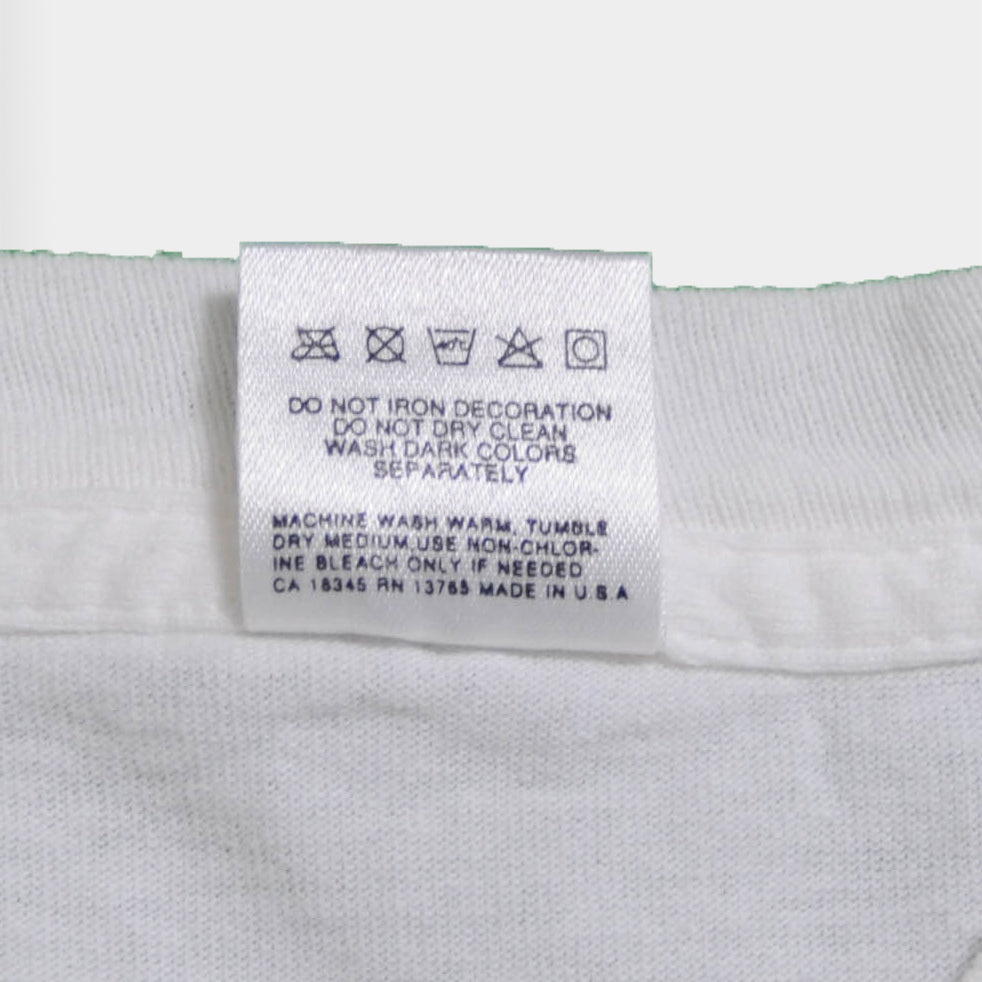 DO NOT IRON DECORATION
DO NOT DRY CLEAN
WASH DARK COLORS
SEPARATELY
MACHINE WASH WARM, TUMBLE
DRY MEDIUM,USE NON-CHLOR-
INE BLEACH ONLY IF NEEDED
CA 16345 RN 13765 MADE IN U.S.A